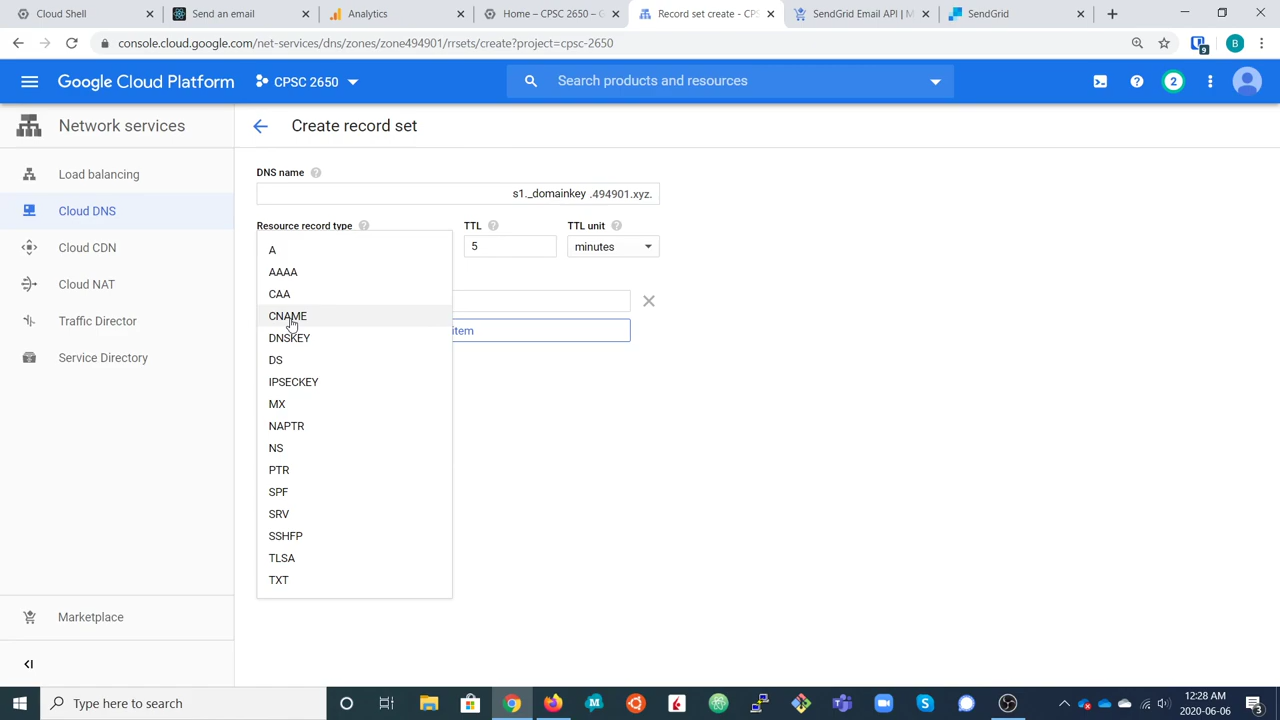 Cloud Shell
Send an email
Analytics
Home – CPSC 2650 – G
Record set create - CPS
SendGrid Email API | M
SendGrid
console.cloud.google.com/net-services/dns/zones/zone494901/rrsets/create?project=cpsc-2650
9
B
Google Cloud Platform
CPSC 2650
Search products and resources
2
Network services
Create record set
Load balancing
Cloud DNS
Cloud CDN
Cloud NAT
Traffic Director
Service Directory
Marketplace
DNS name
s1._domainkey .494901.xyz.
Resource record type
TTL
TTL unit
5
minutes
A
AAAA
CAA
CNAME
DNSKEY
DS
IPSECKEY
MX
NAPTR
NS
PTR
SPF
SRV
SSHFP
TLSA
TXT
item
Type here to search
12:28 AM
2020-06-06
3